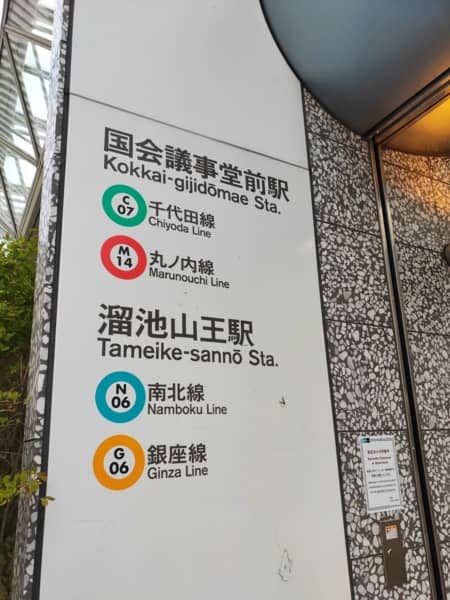 国会議事堂前駅
Kokkai-gijidōmae Sta.
C
07
千代田線
Chiyoda Line
M
14
丸ノ内線
Marunouchi Line
溜池山王駅
Tameike-sannō Sta.
N
06
南北線
Namboku Line
G
06
銀座線
Ginza Line